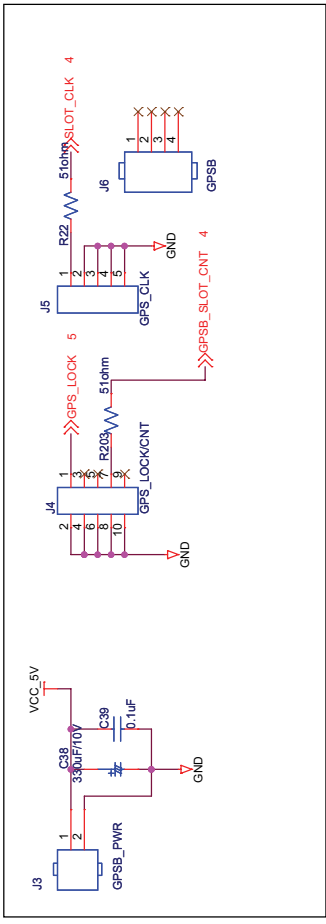 J3
1
2
GPSB_PWR
VCC_5V
C38
330uF/10V
C39
0.1uF
GND
J4
2
4
6
8
10
1
3
5
7
9
GPS_LOCK/CNT
GPS_LOCK 5
R203
51ohm
GPSB_SLOT_CNT 4
GND
J5
1
2
3
4
5
GPS_CLK
R22
51ohm
SLOT_CLK 4
GND
J6
1
2
3
4
GPSB